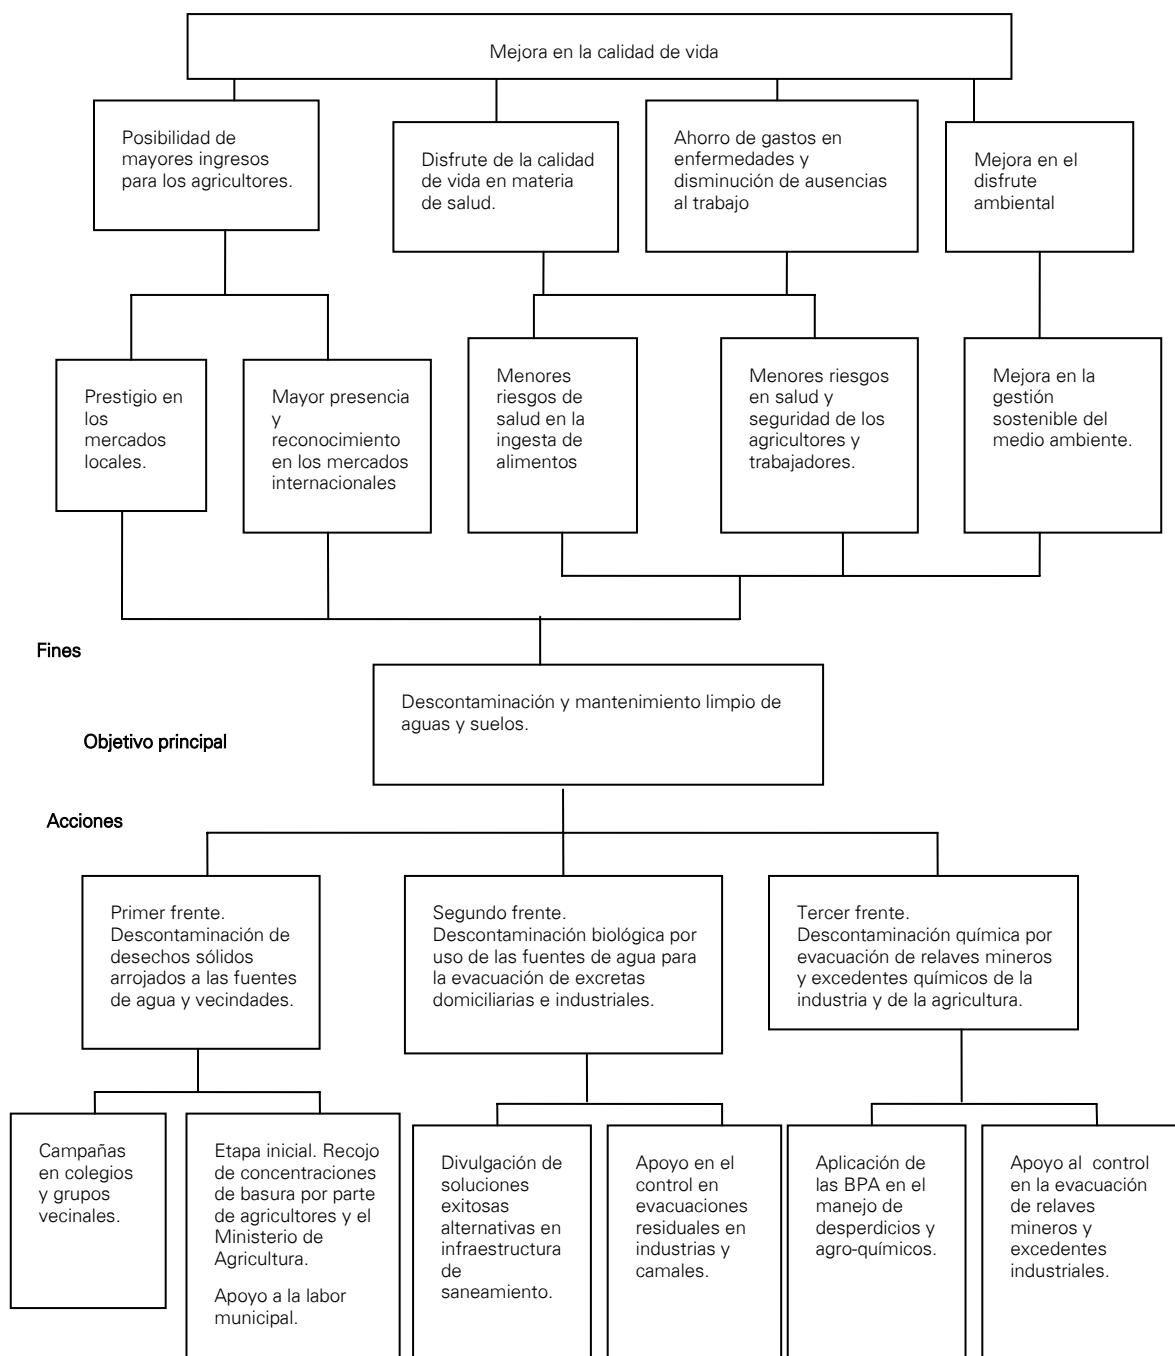 Mejora en la calidad de vida
Posibilidad de
mayores ingresos
para los agricultores.
Disfrute de la calidad
de vida en materia
de salud.
Ahorro de gastos en
enfermedades y
disminución de ausencias
al trabajo
Mejora en el
disfrute
ambiental
Prestigio en
los
mercados
locales.
Mayor presencia
y
reconocimiento
en los mercados
internacionales
Menores
riesgos de
salud en la
ingesta de
alimentos
Menores riesgos
en salud y
seguridad de los
agricultores y
trabajadores.
Mejora en la
gestión
sostenible del
medio ambiente.
Fines
Descontaminación y mantenimiento limpio de
aguas y suelos.
Objetivo principal
Acciones
Primer frente.
Descontaminación de
desechos sólidos
arrojados a las fuentes
de agua y vecindades.
Segundo frente.
Descontaminación biológica por
uso de las fuentes de agua para
la evacuación de excretas
domiciliarias e industriales.
Tercer frente.
Descontaminación química por
evacuación de relaves mineros
y excedentes químicos de la
industria y de la agricultura.
Campañas
en colegios
y grupos
vecinales.
Etapa inicial. Recojo
de concentraciones
de basura por parte
de agricultores y el
Ministerio de
Agricultura.
Apoyo a la labor
municipal.
Divulgación de
soluciones
exitosas
alternativas en
infraestructura
de
saneamiento.
Apoyo en el
control en
evacuaciones
residuales en
industrias y
camales.
Aplicación de
las BPA en el
manejo de
desperdicios y
agro-químicos.
Apoyo al control
en la evacuación
de relaves
mineros y
excedentes
industriales.